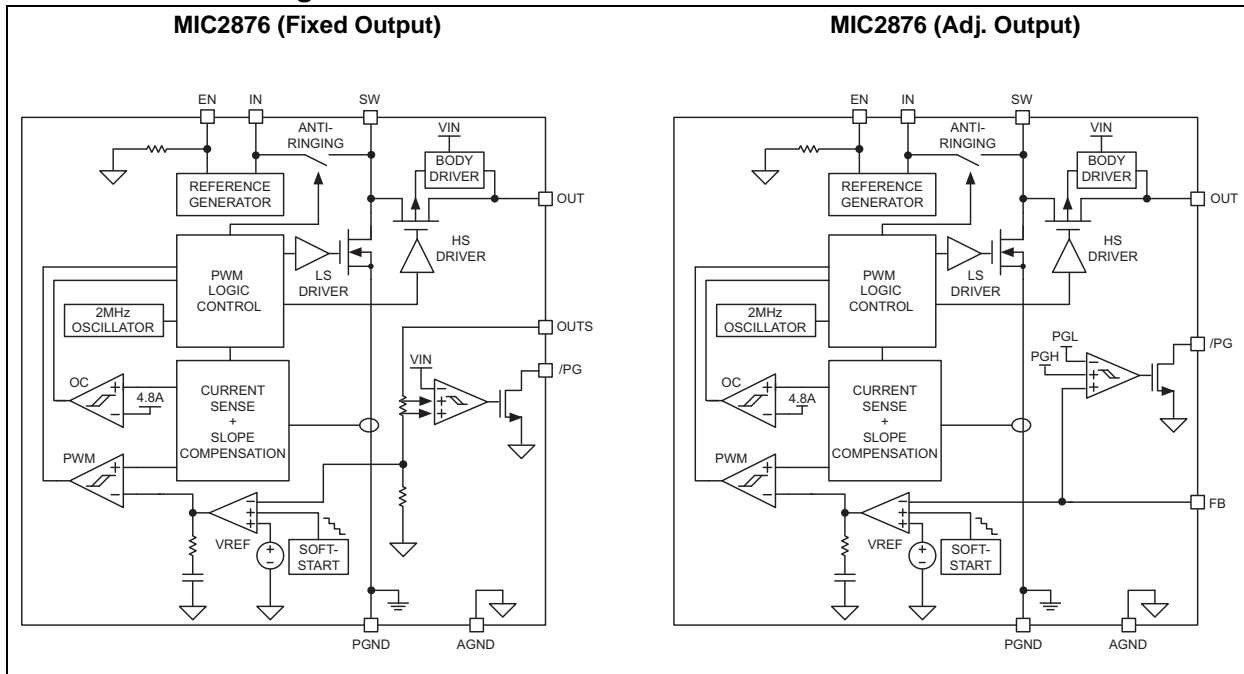 MIC2876 (Fixed Output)
EN
IN
SW
ANTI-
RINGING
VIN
BODY
DRIVER
REFERENCE
GENERATOR
OUT
HS
DRIVER
LS
DRIVER
PWM
LOGIC
CONTROL
2MHz
OSCILLATOR
OUTS
VIN
/PG
OC
4.8A
CURRENT
SENSE
+
SLOPE
COMPENSATION
PWM
VREF
SOFT-
START
PGND
AGND
MIC2876 (Adj. Output)
EN
IN
SW
ANTI-
RINGING
VIN
BODY
DRIVER
REFERENCE
GENERATOR
OUT
HS
DRIVER
LS
DRIVER
PWM
LOGIC
CONTROL
2MHz
OSCILLATOR
PGL
PGH
/PG
OC
4.8A
CURRENT
SENSE
+
SLOPE
COMPENSATION
PWM
FB
VREF
SOFT-
START
PGND
AGND